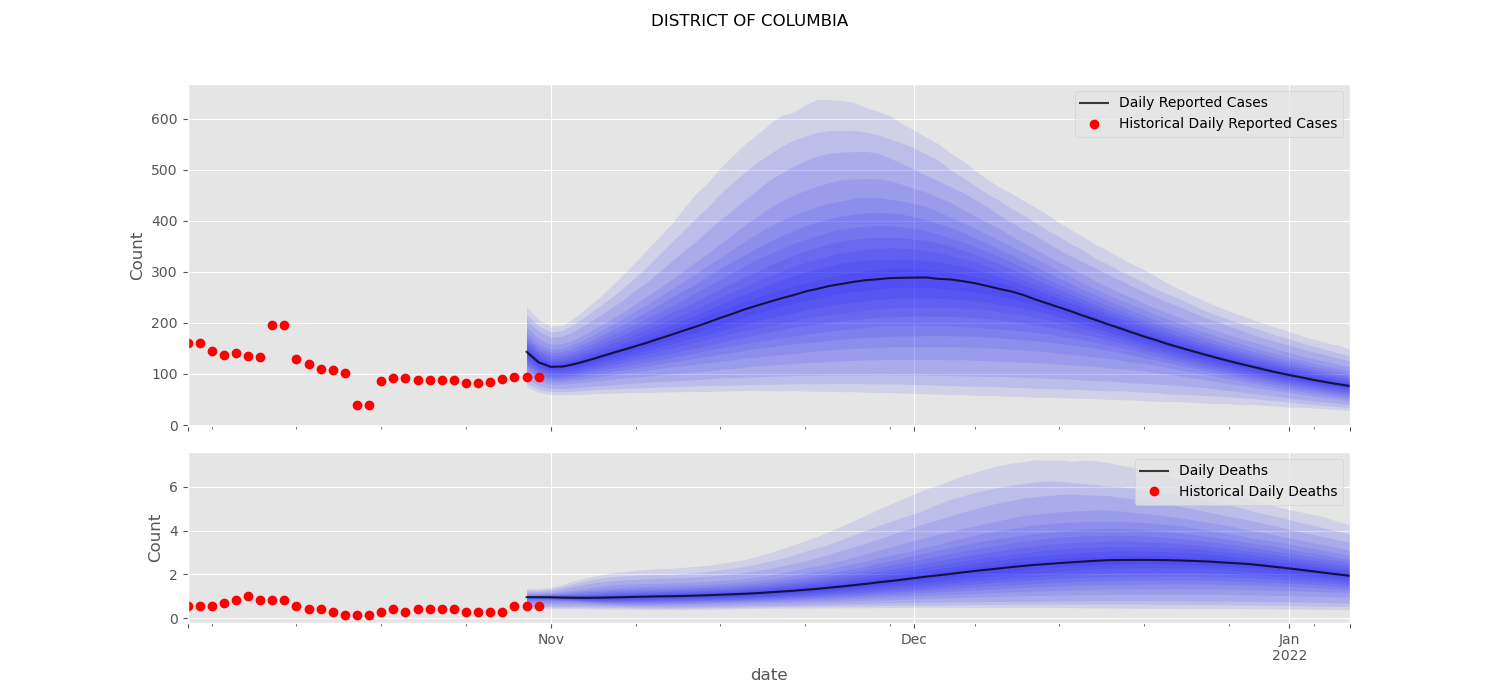 DISTRICT OF COLUMBIA
Daily Reported Cases
Historical Daily Reported Cases
Count
600
500
400
300
200
100
0
Daily Deaths
Historical Daily Deaths
Count
6
4
2
0
Nov
Dec
Jan
2022
date